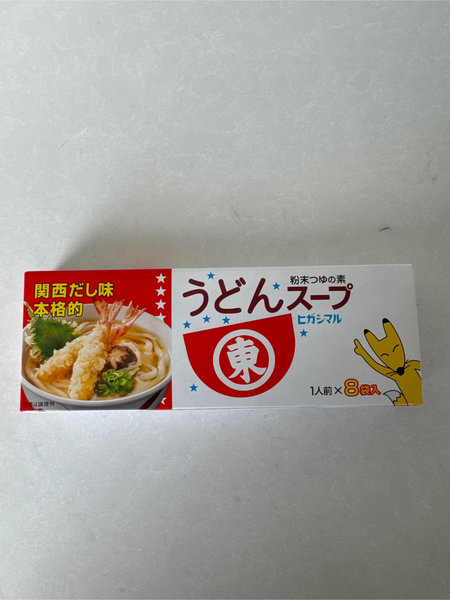 関西だし味
本格的
粉末つゆの素
うどんスープ
ヒガシマル
東
1人前×8袋入